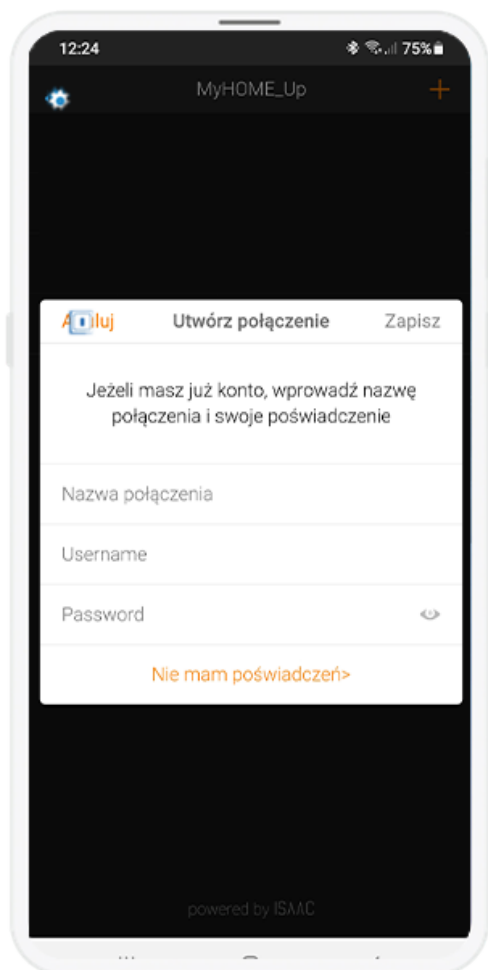 12:24 75%
MyHOME_Up +
Utwórz połączenie Zapisz
Jeżeli masz już konto, wprowadź nazwę
połączenia i swoje poświadczenie
Nazwa połączenia
Username
Password
Nie mam poświadczeń>
powered by ISAAC